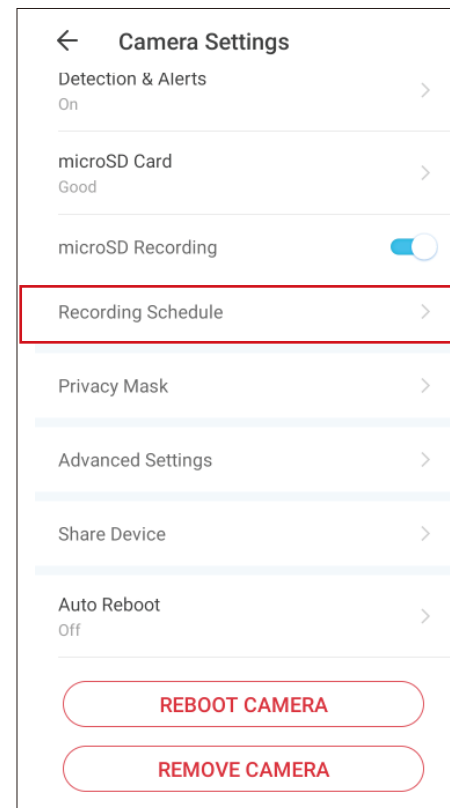 Camera Settings
Detection & Alerts
On
microSD Card
Good
microSD Recording
Recording Schedule
Privacy Mask
Advanced Settings
Share Device
Auto Reboot
Off
REBOOT CAMERA
REMOVE CAMERA